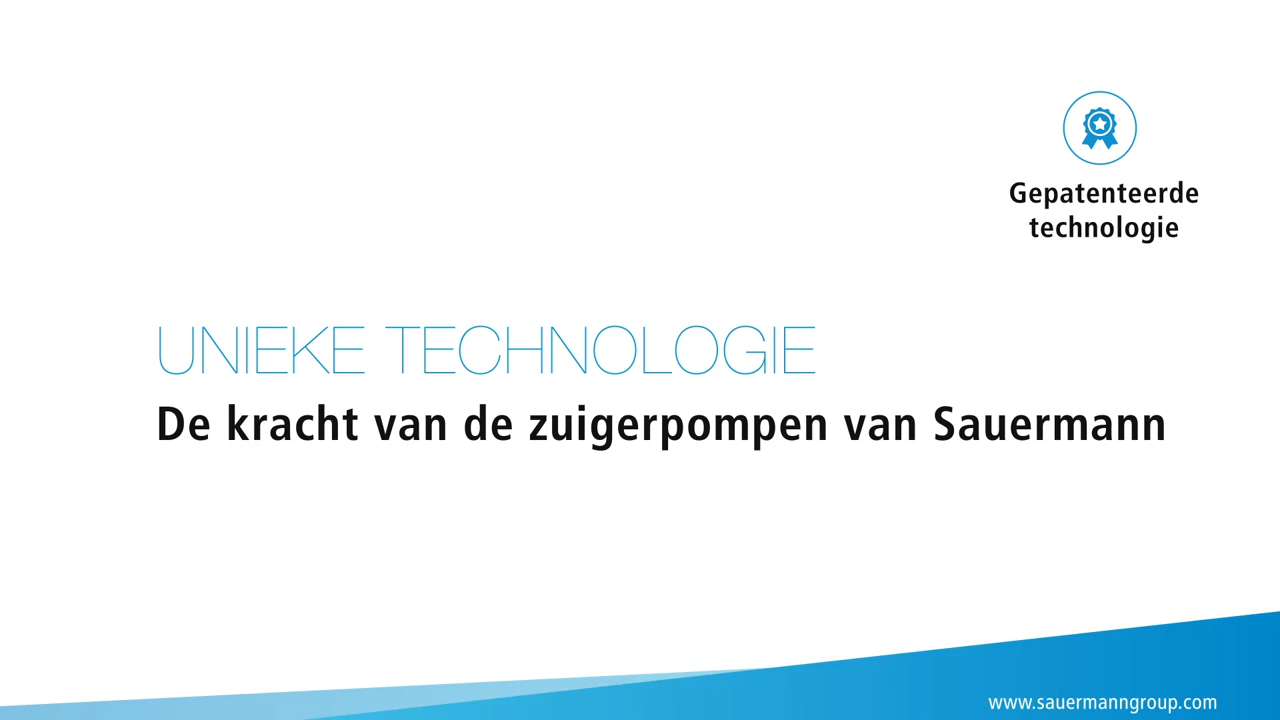 Gepatenteerde
technologie
UNIEKE TECHNOLOGIE
De kracht van de zuigerpompen van Sauermann
www.sauermanngroup.com